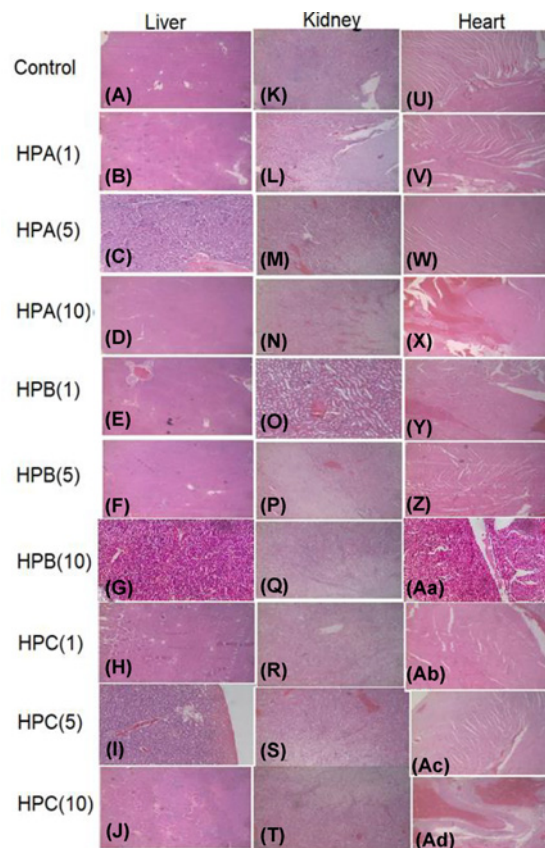 Liver Kidney Heart
Control (A) (K) (U)
HPA(1) (B) (L) (V)
HPA(5) (C) (M) (W)
HPA(10) (D) (N) (X)
HPB(1) (E) (O) (Y)
HPB(5) (F) (P) (Z)
HPB(10) (G) (Q) (Aa)
HPC(1) (H) (R) (Ab)
HPC(5) (I) (S) (Ac)
HPC(10) (J) (T) (Ad)